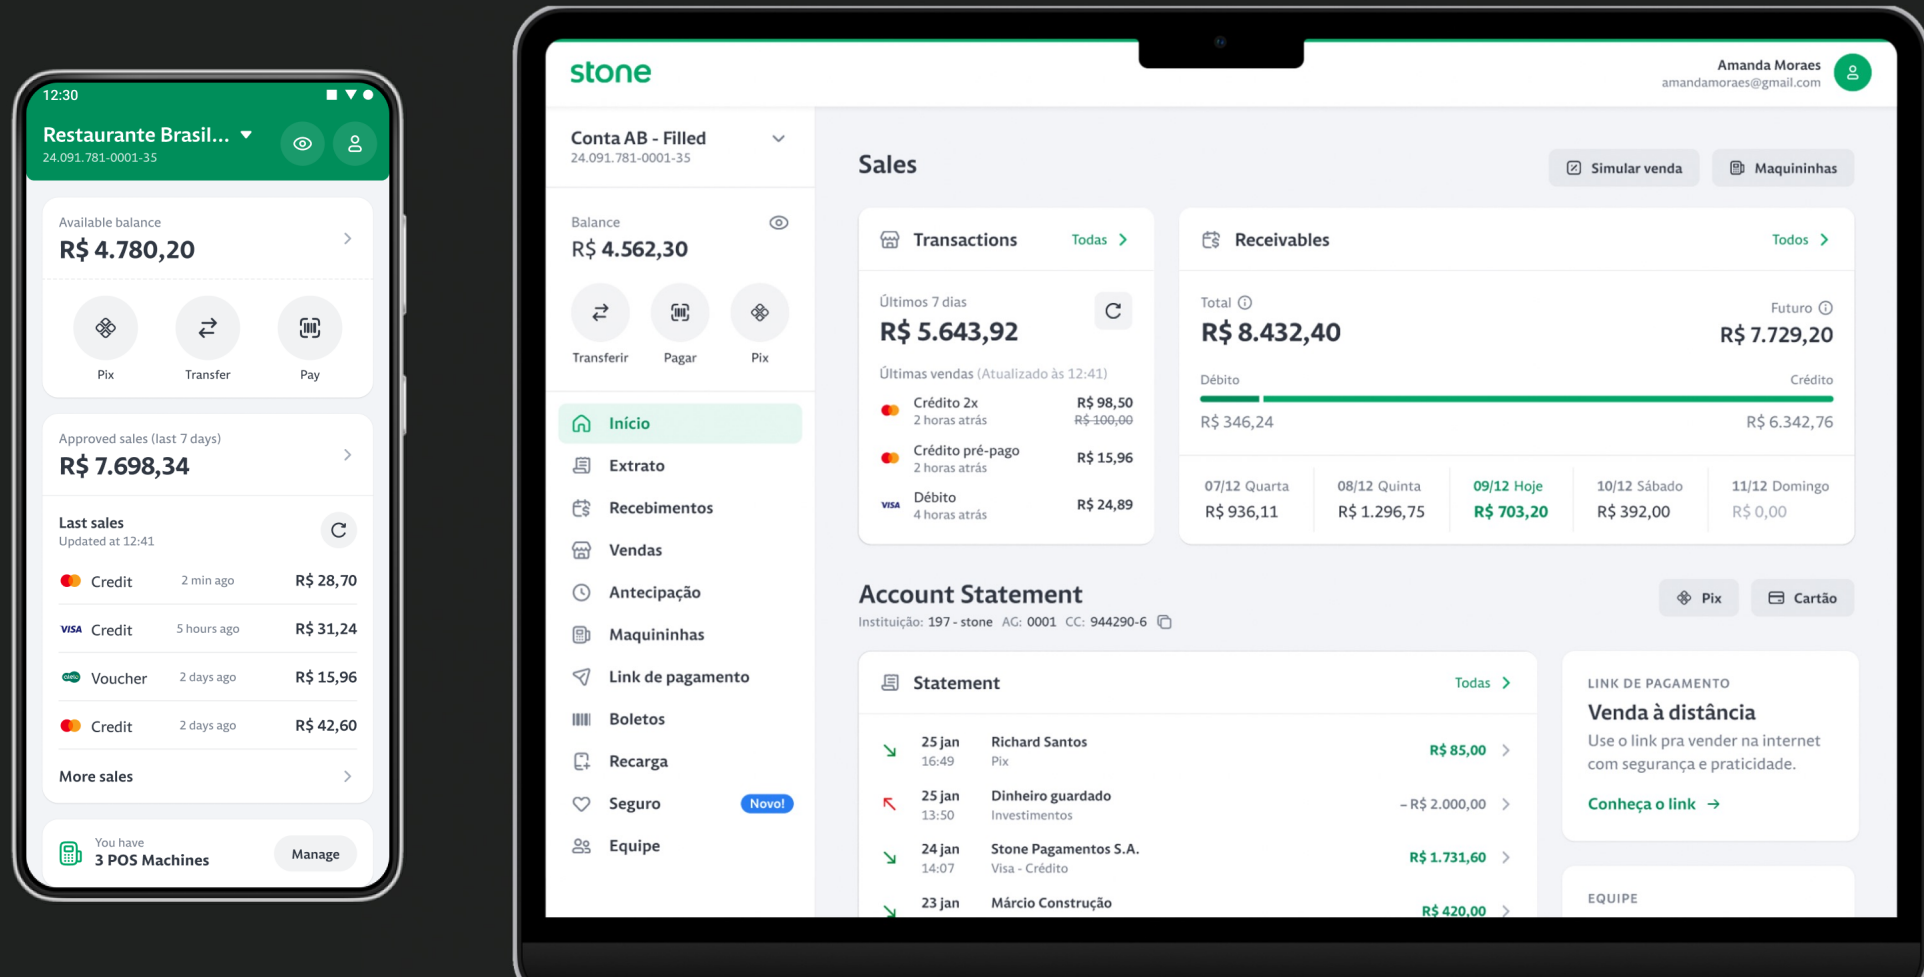 12:30
Restaurante Brasil...
24.091.781-0001-35
Available balance
R$ 4.780,20
Pix
Transfer
Pay
Approved sales (last 7 days)
R$ 7.698,34
Last sales
Updated at 12:41
Credit 2 min ago R$ 28,70
VISA Credit 5 hours ago R$ 31,24
Voucher 2 days ago R$ 15,96
Credit 2 days ago R$ 42,60
More sales
You have
3 POS Machines
Manage
stone
Amanda Moraes
amandamoraes@gmail.com
Conta AB - Filled
24.091.781-0001-35
Balance
R$ 4.562,30
Transferir
Pagar
Pix
Início
Extrato
Recebimentos
Vendas
Antecipação
Maquininhas
Link de pagamento
Boletos
Recarga
Seguro Novo!
Equipe
Sales
Simular venda
Maquininhas
Transactions Todas
Últimos 7 dias
R$ 5.643,92
Últimas vendas (Atualizado às 12:41)
Crédito 2x R$ 98,50
2 horas atrás R$ 100,00
Crédito pré-pago R$ 15,96
2 horas atrás
VISA Débito R$ 24,89
4 horas atrás
Receivables Todos
Total
R$ 8.432,40
Futuro
R$ 7.729,20
Débito Crédito
R$ 346,24 R$ 6.342,76
07/12 Quarta
R$ 936,11
08/12 Quinta
R$ 1.296,75
09/12 Hoje
R$ 703,20
10/12 Sábado
R$ 392,00
11/12 Domingo
R$ 0,00
Account Statement
Instituição: 197 - stone AG: 0001 CC: 944290-6
Pix
Cartão
Statement Todas
25 jan Richard Santos R$ 85,00
16:49 Pix
25 jan Dinheiro guardado – R$ 2.000,00
13:50 Investimentos
24 jan Stone Pagamentos S.A. R$ 1.731,60
14:07 Visa - Crédito
23 jan Márcio Construção R$ 420,00
LINK DE PAGAMENTO
Venda à distância
Use o link pra vender na internet
com segurança e praticidade.
Conheça o link →
EQUIPE